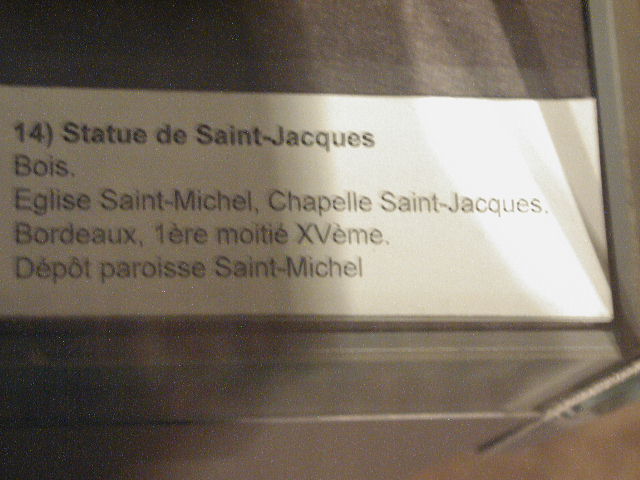 14) Statue de Saint-Jacques
Bois.
Eglise Saint-Michel, Chapelle Saint-Jacques.
Bordeaux, 1ère moitié XVème.
Dépôt paroisse Saint-Michel